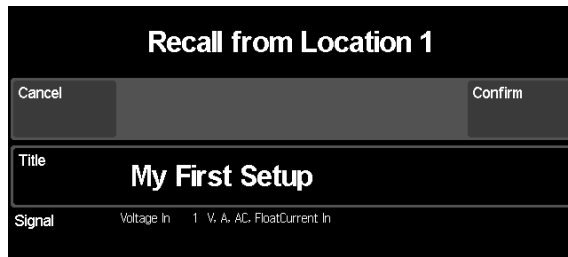 Recall from Location 1
Cancel Confirm
Title My First Setup
Signal Voltage In 1 V, A, AC, FloatCurrent In